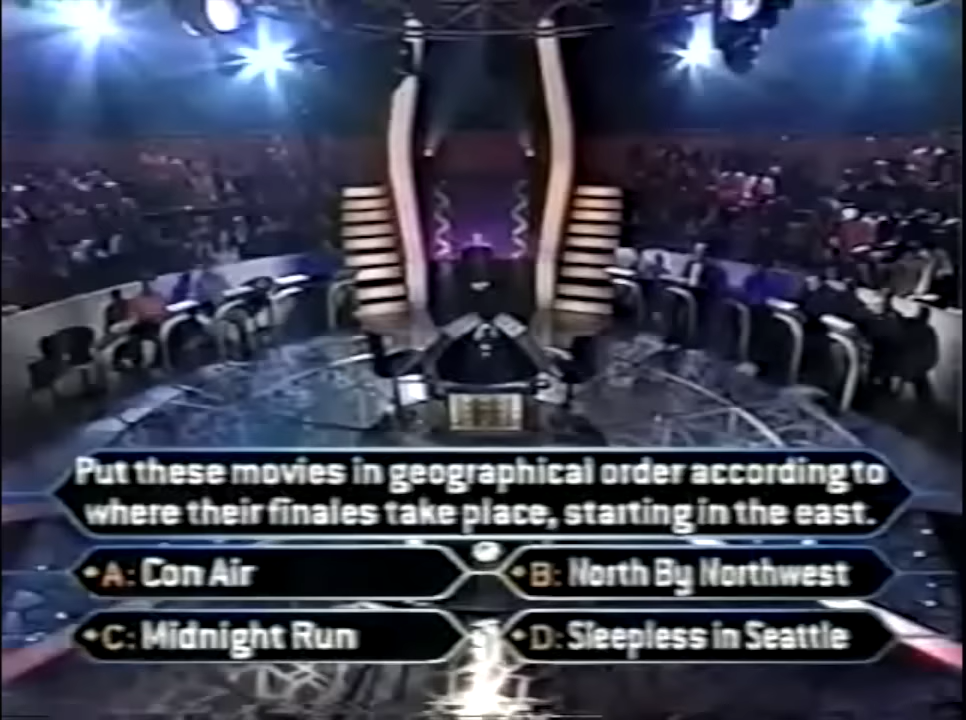 Put these movies in geographical order according to
where their finales take place, starting in the east.
A: Con Air
B: North By Northwest
C: Midnight Run
D: Sleepless in Seattle